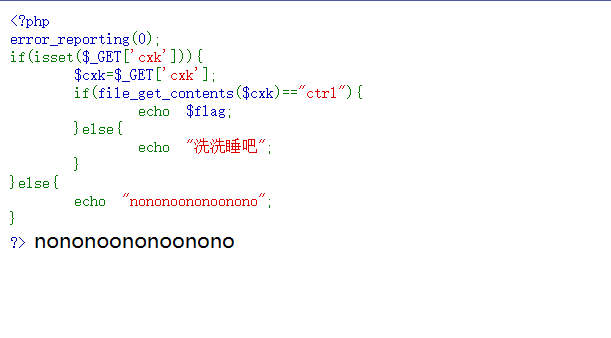 <?php
error_reporting(0);
if(isset($_GET['cxk'])){
        $cxk=$_GET['cxk'];
        if(file_get_contents($cxk)=="ctrl"){
                echo  $flag;
        }else{
                echo  "洗洗睡吧";
        }
}else{
        echo  "nononoononoonono";
}
?> nononoononoonono